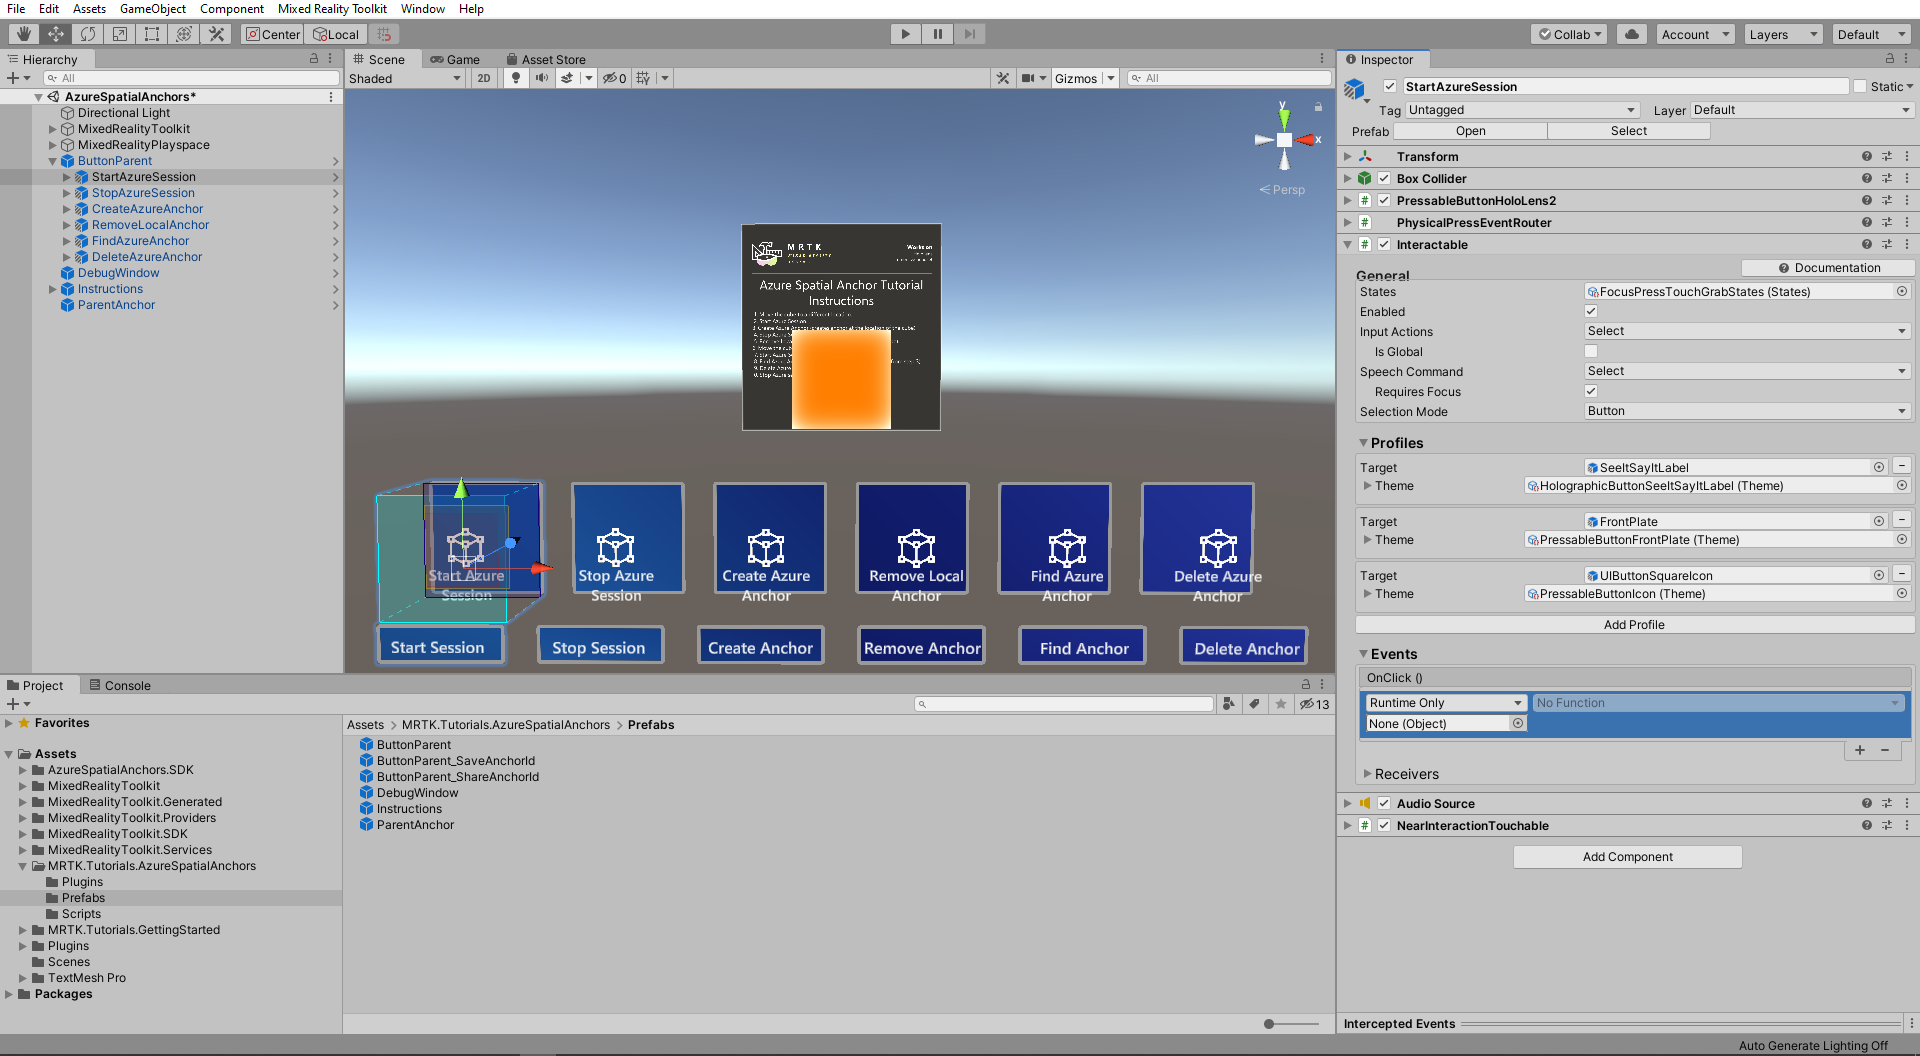 File Edit Assets GameObject Component Mixed Reality Toolkit Window Help
Center Local Collab Account Layers Default
Hierarchy
All
AzureSpatialAnchors*
Directional Light
MixedRealityToolkit
MixedRealityPlayspace
ButtonParent
StartAzureSession
StopAzureSession
CreateAzureAnchor
RemoveLocalAnchor
FindAzureAnchor
DeleteAzureAnchor
DebugWindow
Instructions
ParentAnchor
Scene Game Asset Store
Shaded 2D 0 Gizmos All
y
x
Persp
MRTK
Azure Spatial Anchor Tutorial
Instructions
Start Azure Session
Stop Azure Session
Create Azure Anchor
Remove Local Anchor
Find Azure Anchor
Delete Azure Anchor
Start Session Stop Session Create Anchor Remove Anchor Find Anchor Delete Anchor
Project Console
13
Favorites
Assets
AzureSpatialAnchors.SDK
MixedRealityToolkit
MixedRealityToolkit.Generated
MixedRealityToolkit.Providers
MixedRealityToolkit.SDK
MixedRealityToolkit.Services
MRTK.Tutorials.AzureSpatialAnchors
Plugins
Prefabs
Scripts
MRTK.Tutorials.GettingStarted
Plugins
Scenes
TextMesh Pro
Packages
Assets > MRTK.Tutorials.AzureSpatialAnchors > Prefabs
ButtonParent
ButtonParent_SaveAnchorId
ButtonParent_ShareAnchorId
DebugWindow
Instructions
ParentAnchor
Inspector
StartAzureSession Static
Tag Untagged Layer Default
Prefab Open Select
Transform
Box Collider
PressableButtonHoloLens2
PhysicalPressEventRouter
Interactable
Documentation
General
States FocusPressTouchGrabStates (States)
Enabled
Input Actions Select
Is Global
Speech Command Select
Requires Focus
Selection Mode Button
Profiles
Target SeeItSayItLabel
Theme HolographicButtonSeeItSayItLabel (Theme)
Target FrontPlate
Theme PressableButtonFrontPlate (Theme)
Target UIButtonSquareIcon
Theme PressableButtonIcon (Theme)
Add Profile
Events
OnClick ()
Runtime Only No Function
None (Object)
Receivers
Audio Source
NearInteractionTouchable
Add Component
Intercepted Events
Auto Generate Lighting Off